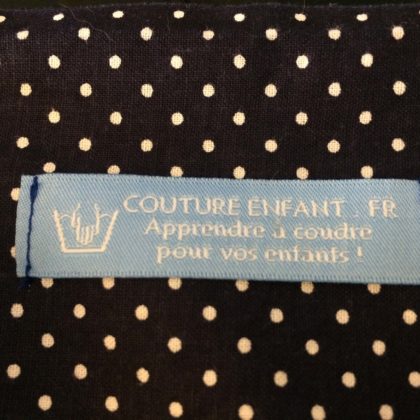 COUTURE ENFANT . FR
Apprendre à coudre
pour vos enfants !